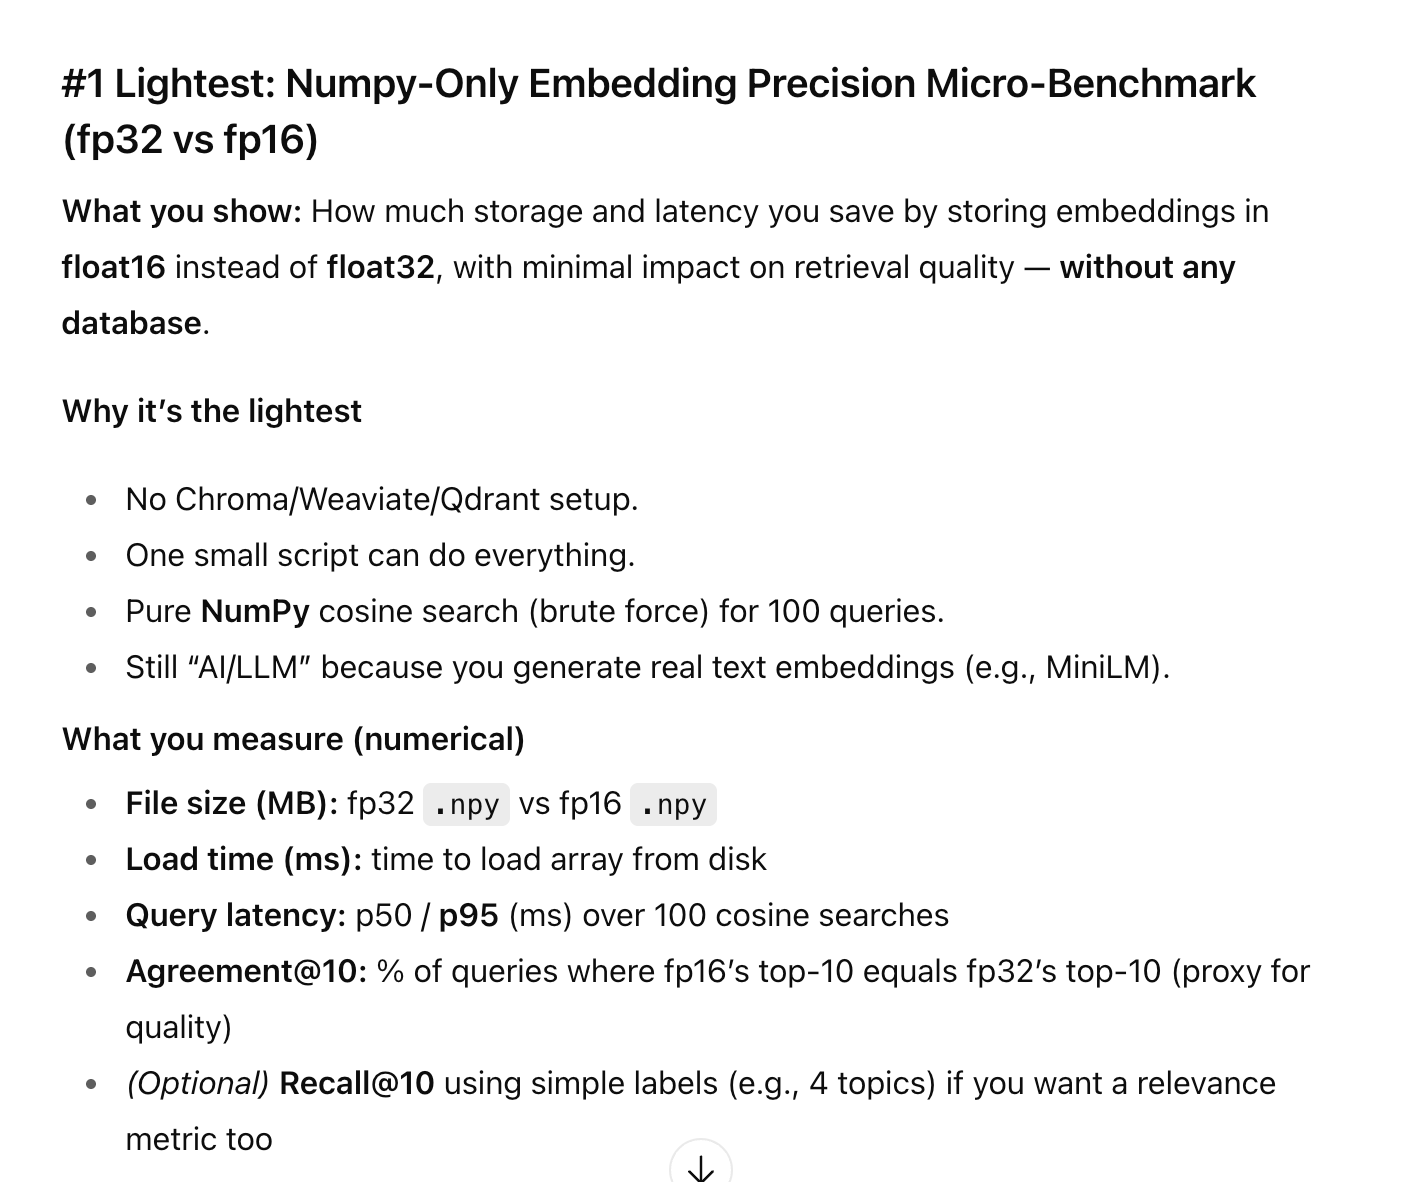 #1 Lightest: Numpy-Only Embedding Precision Micro-Benchmark
(fp32 vs fp16)
What you show: How much storage and latency you save by storing embeddings in
float16 instead of float32, with minimal impact on retrieval quality — without any
database.
Why it’s the lightest
• No Chroma/Weaviate/Qdrant setup.
• One small script can do everything.
• Pure NumPy cosine search (brute force) for 100 queries.
• Still “AI/LLM” because you generate real text embeddings (e.g., MiniLM).
What you measure (numerical)
• File size (MB): fp32 .npy vs fp16 .npy
• Load time (ms): time to load array from disk
• Query latency: p50 / p95 (ms) over 100 cosine searches
• Agreement@10: % of queries where fp16’s top-10 equals fp32’s top-10 (proxy for
quality)
• (Optional) Recall@10 using simple labels (e.g., 4 topics) if you want a relevance
metric too